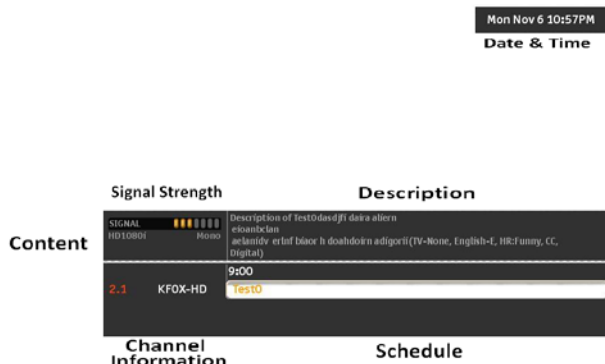 Mon Nov 6 10:57PM
Date & Time
Signal Strength
Description
Content
SIGNAL
HD1080i Mono
Description of Test0dasdjfi daira aliern
eioanbclan
aelanidv erinf biaor h doahdoirn adigorii(TV-None, English-E, HR:Funny, CC,
Digital)
9:00
2.1 KFOX-HD Test0
Channel
Information
Schedule